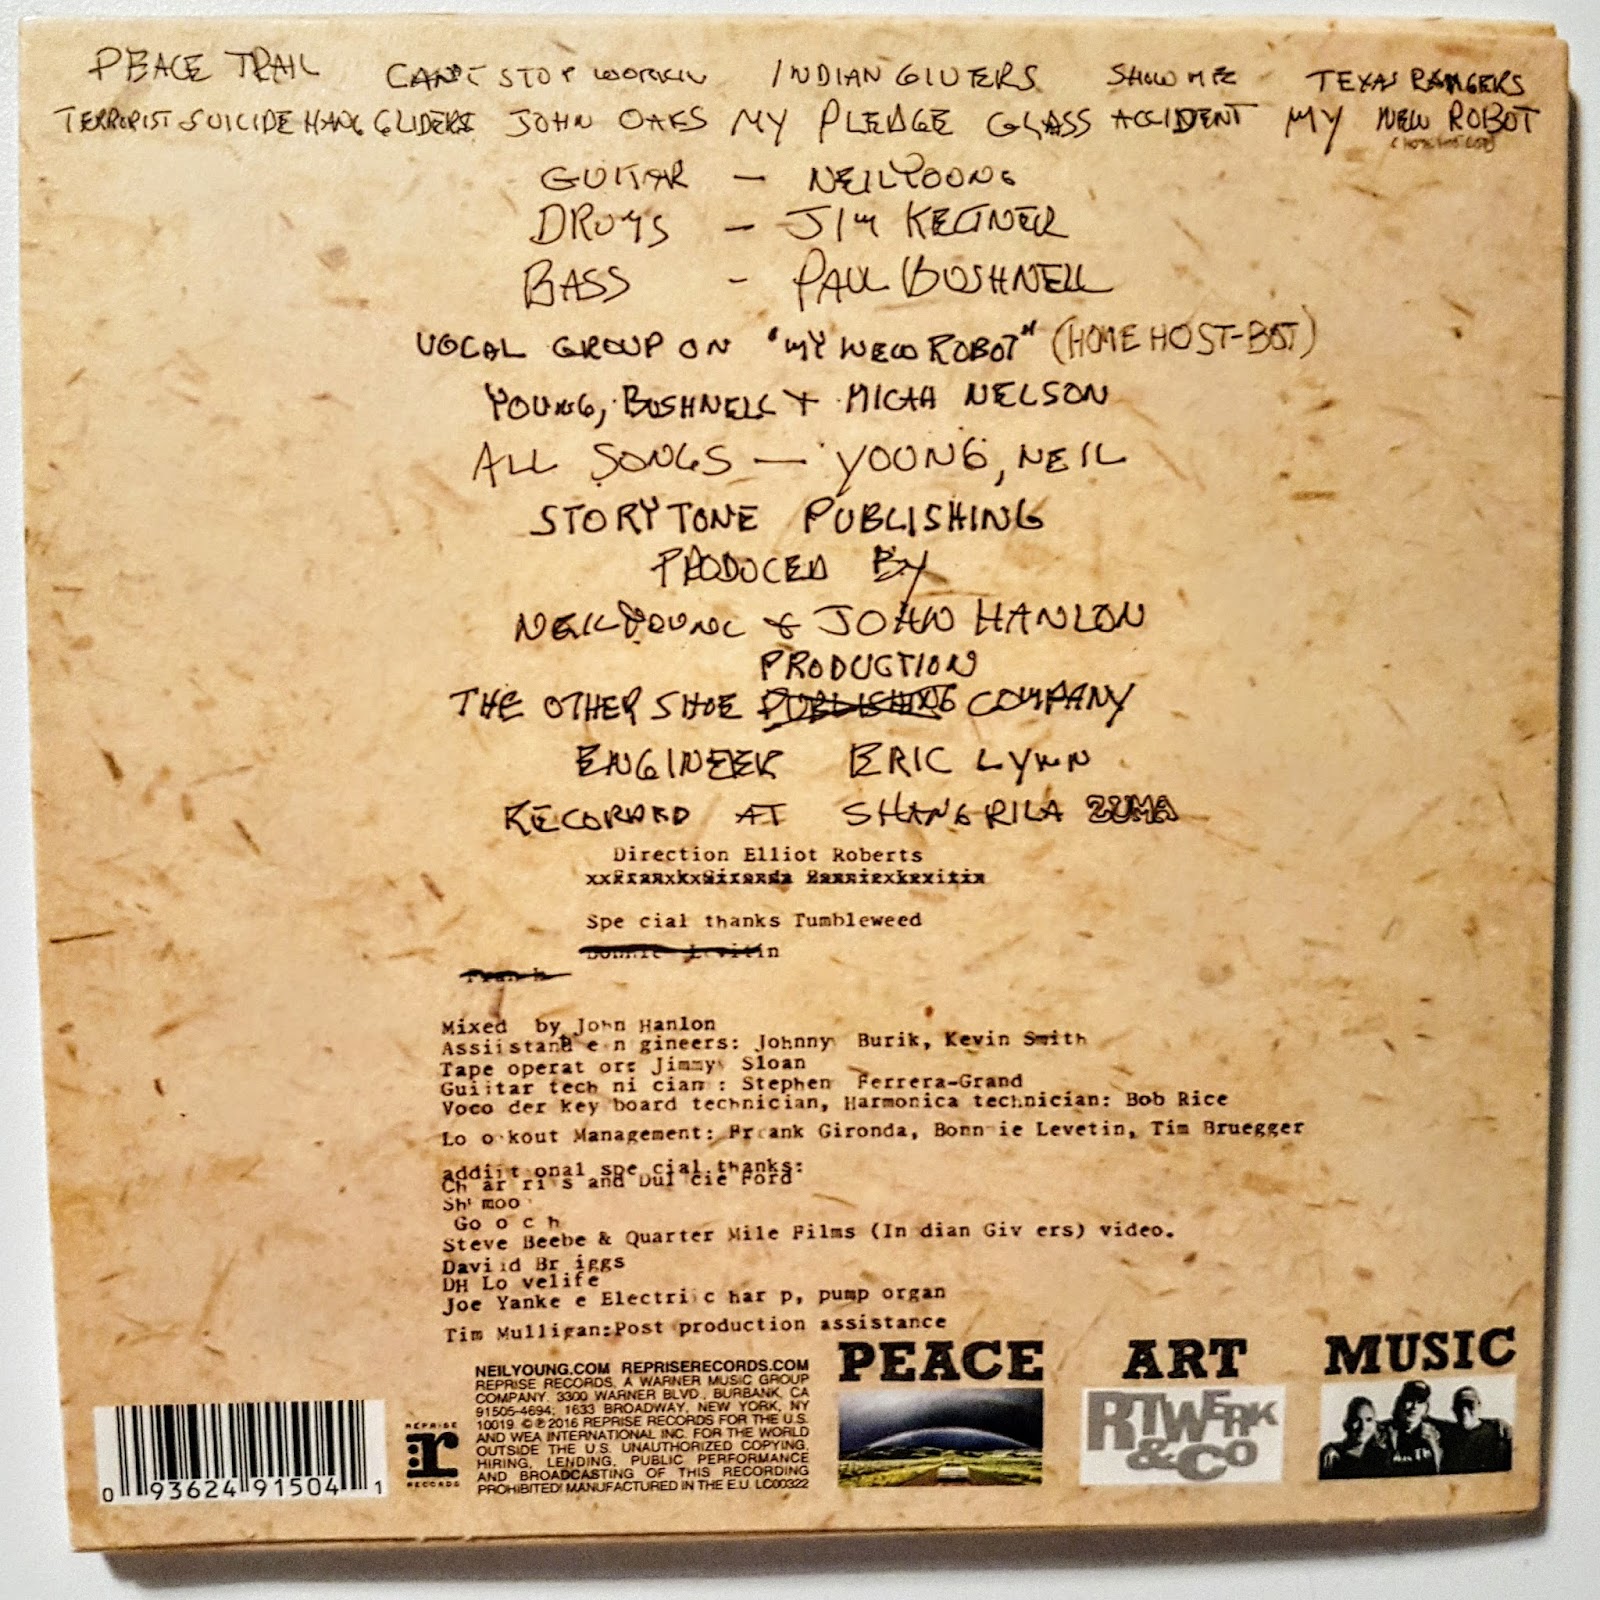 PEACE TRAIL CAN'T STOP WORKIN INDIAN GIVERS SHOW ME TEXAS RANGERS
TERRORIST SUICIDE HANG GLIDERS JOHN OAKS MY PLEDGE GLASS ACCIDENT MY NEW ROBOT
GUITAR — NEIL YOUNG
DRUMS — JIM KELTNER
BASS - PAUL BUSHNELL
VOCAL GROUP ON "MY NEW ROBOT" (HOME HOST-BOT)
YOUNG, BUSHNELL + MICAH NELSON
ALL SONGS — YOUNG, NEIL
STORYTONE PUBLISHING
PRODUCED BY
NEIL YOUNG & JOHN HANLON
PRODUCTION
THE OTHER SHOE PUBLISHING COMPANY
ENGINEER ERIC LYNN
RECORDED AT SHANGRILA ZUMA
Direction Elliot Roberts
Spe cial thanks Tumbleweed
Bonnie Levitin
Frank
Mixed by John Hanlon
Assiistand e n gineers: Johnny Burik, Kevin Smith
Tape operat or: Jimmy Sloan
Guiitar tech ni cian : Stephen Ferrera-Grand
Voco der key board technician, Harmonica technician: Bob Rice
Lo o kout Management: Frank Gironda, Bonn ie Levetin, Tim Bruegger
addiit onal spe cial thanks:
Ch ar ri s and Dul cie Ford
Sh moo
Go o c h
Steve Beebe & Quarter Mile Films (In dian Giv ers) video.
Daviid Br iggs
DH Lo velife
Joe Yanke e Electri c har p, pump organ
Tim Mulligan:Post production assistance
PEACE ART MUSIC
RTWERK
&CO
NEILYOUNG.COM REPRISERECORDS.COM
REPRISE RECORDS, A WARNER MUSIC GROUP
COMPANY. 3300 WARNER BLVD., BURBANK, CA
91505-4694; 1633 BROADWAY, NEW YORK, NY
10019 ©℗2016 REPRISE RECORDS FOR THE U.S.
AND WEA INTERNATIONAL INC. FOR THE WORLD
OUTSIDE THE U.S. UNAUTHORIZED COPYING,
HIRING, LENDING, PUBLIC PERFORMANCE
AND BROADCASTING OF THIS RECORDING
PROHIBITED! MANUFACTURED IN THE E.U. LC00322
REPRISE
r
RECORDS
0 93624 91504 1